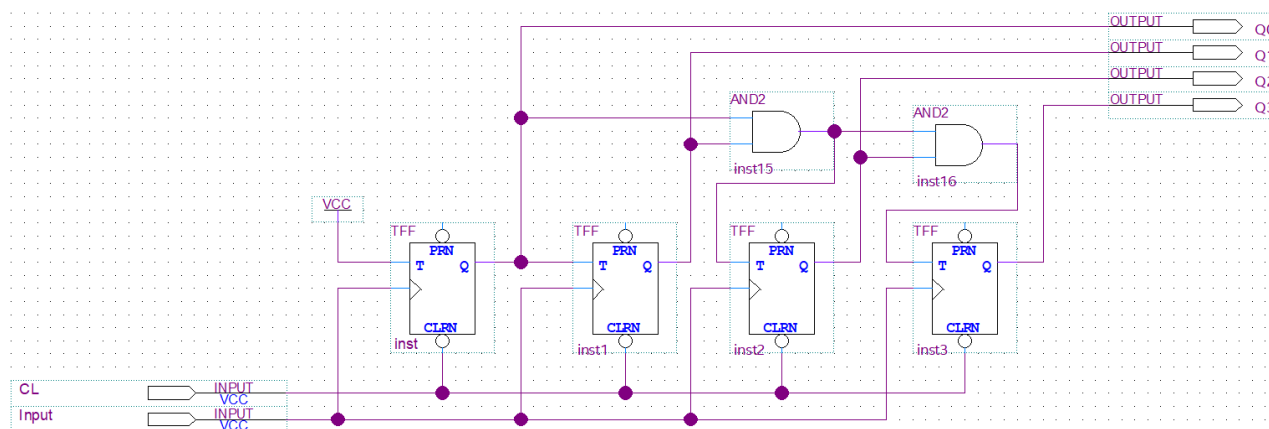 OUTPUT
Q0
OUTPUT
Q1
OUTPUT
Q2
OUTPUT
Q3
AND2
inst15
AND2
inst16
VCC
TFF
PRN
T
Q
CLRN
inst
TFF
PRN
T
Q
CLRN
inst1
TFF
PRN
T
Q
CLRN
inst2
TFF
PRN
T
Q
CLRN
inst3
CL
INPUT
VCC
Input
INPUT
VCC